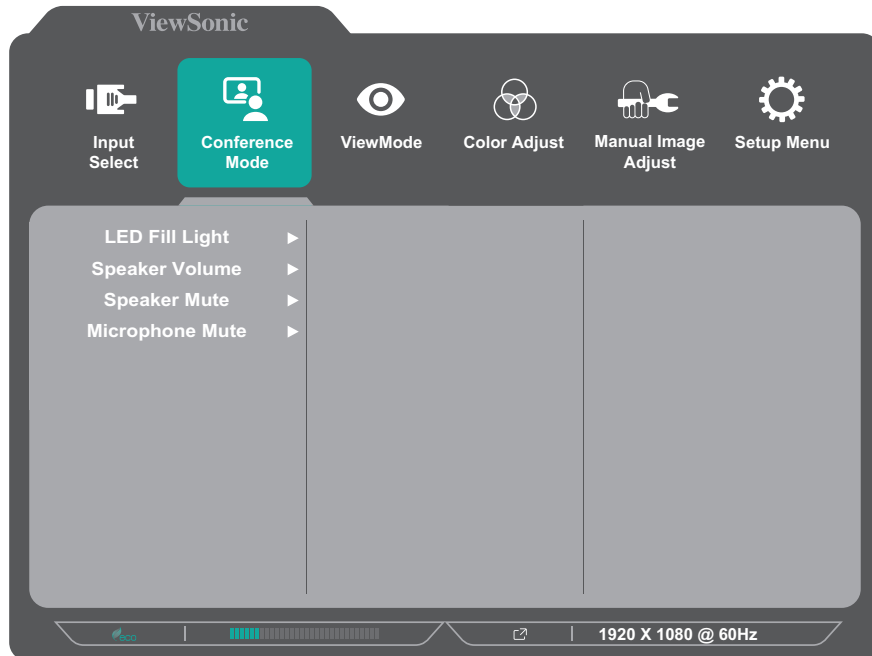 ViewSonic
Input
Select
Conference
Mode
ViewMode
Color Adjust
Manual Image
Adjust
Setup Menu
LED Fill Light
Speaker Volume
Speaker Mute
Microphone Mute
eco
1920 X 1080 @ 60Hz